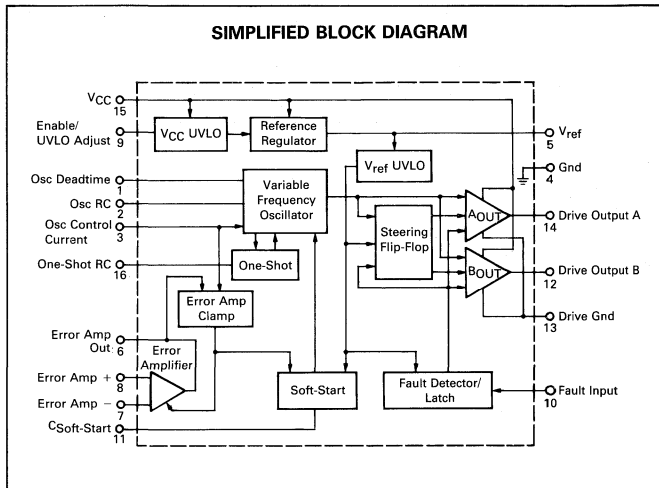 SIMPLIFIED BLOCK DIAGRAM
VCC
15
Enable/
UVLO Adjust
9
VCC UVLO
Reference
Regulator
Vref
5
Vref UVLO
Gnd
4
Osc Deadtime
1
Osc RC
2
Osc Control
Current
3
One-Shot RC
16
Variable
Frequency
Oscillator
One-Shot
Steering
Flip-Flop
AOUT
Drive Output A
14
BOUT
Drive Output B
12
Drive Gnd
13
Error Amp
Clamp
Error Amp
Out
6
Error
Amplifier
Error Amp +
8
Error Amp −
7
CSoft-Start
11
Soft-Start
Fault Detector/
Latch
Fault Input
10